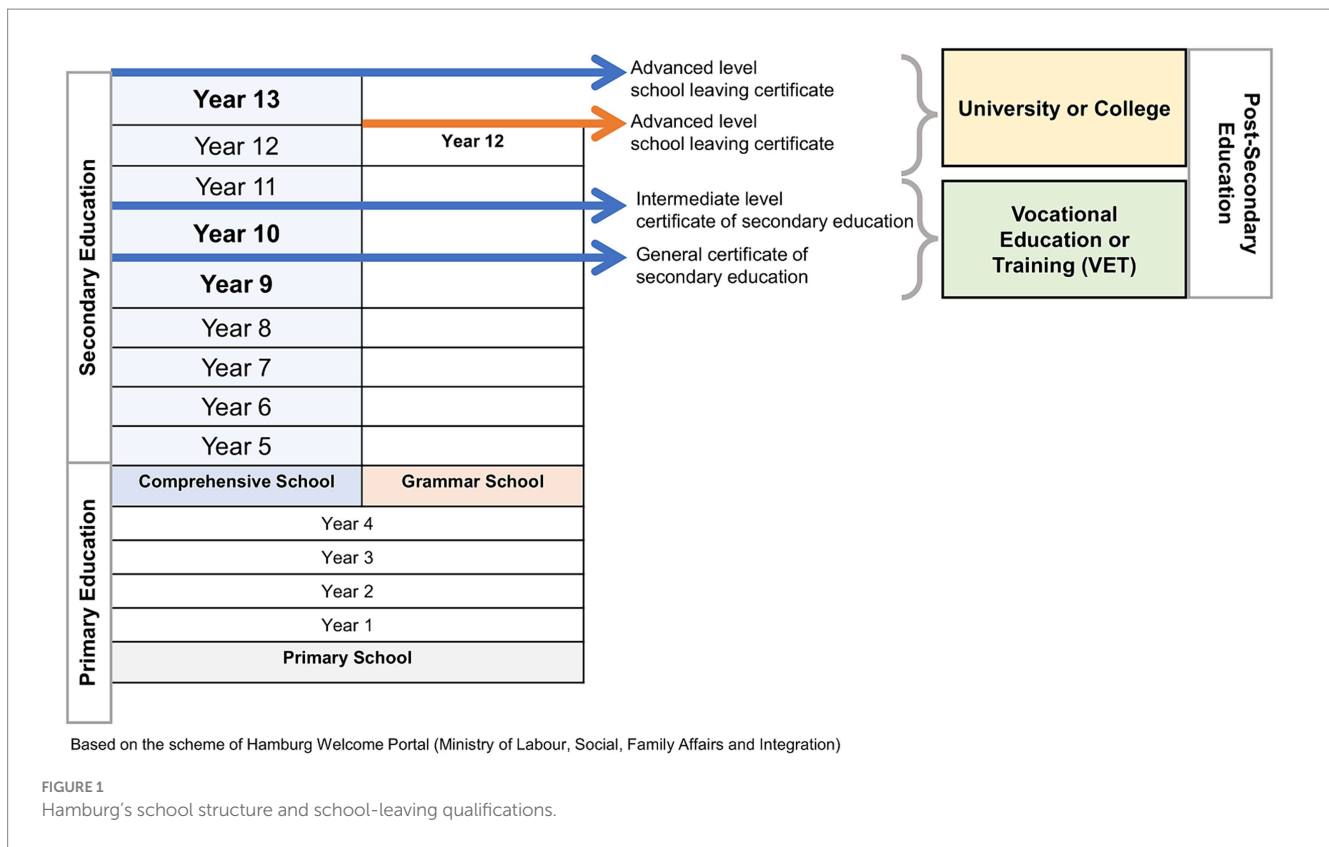 Secondary Education
Year 13
Year 12
Year 11
Year 10
Year 9
Year 8
Year 7
Year 6
Year 5
Year 12
Advanced level
school leaving certificate
Advanced level
school leaving certificate
Intermediate level
certificate of secondary education
General certificate of
secondary education
University or College
Vocational
Education or
Training (VET)
Post-Secondary
Education
Primary Education
Comprehensive School
Grammar School
Year 4
Year 3
Year 2
Year 1
Primary School
Based on the scheme of Hamburg Welcome Portal (Ministry of Labour, Social, Family Affairs and Integration)
FIGURE 1
Hamburg's school structure and school-leaving qualifications.